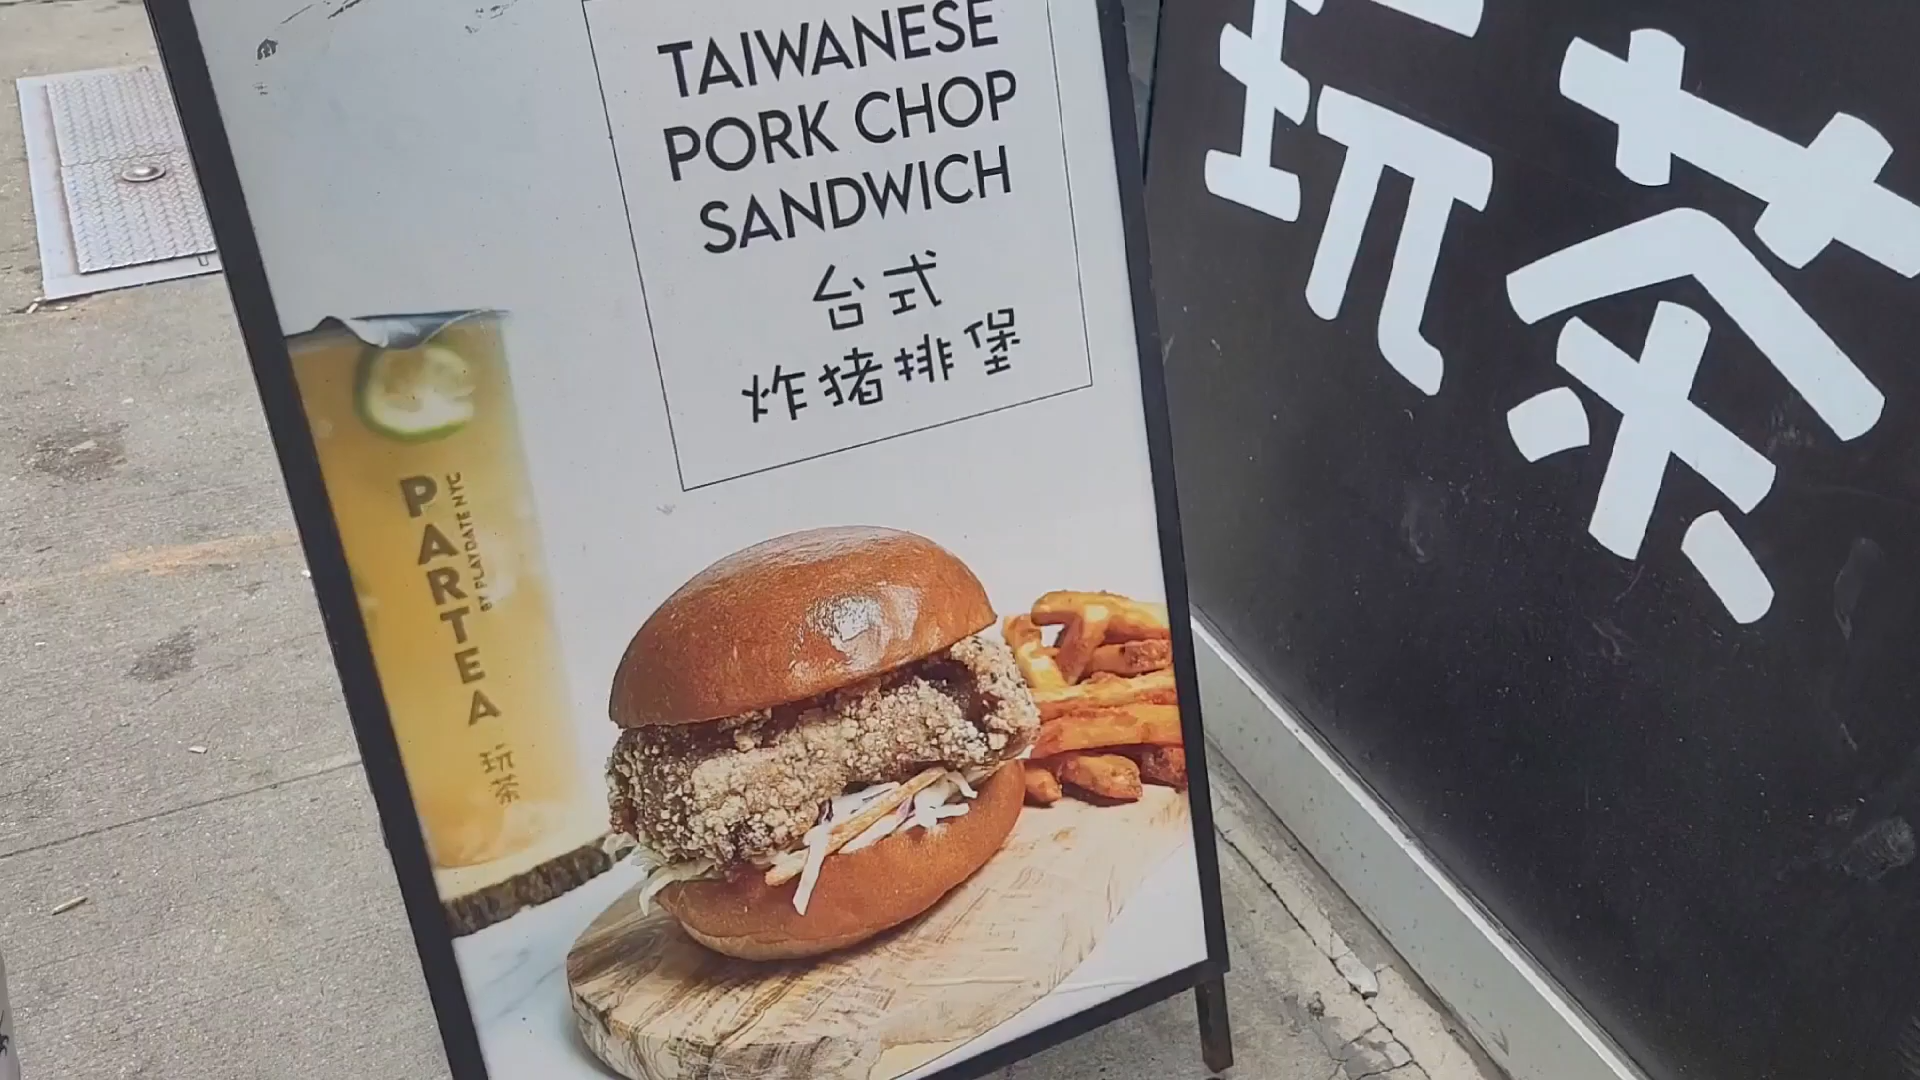 TAIWANESE
PORK CHOP
SANDWICH
台式
炸猪排堡
PARTEA
BY PLAYDATE NYC
玩茶
玩茶